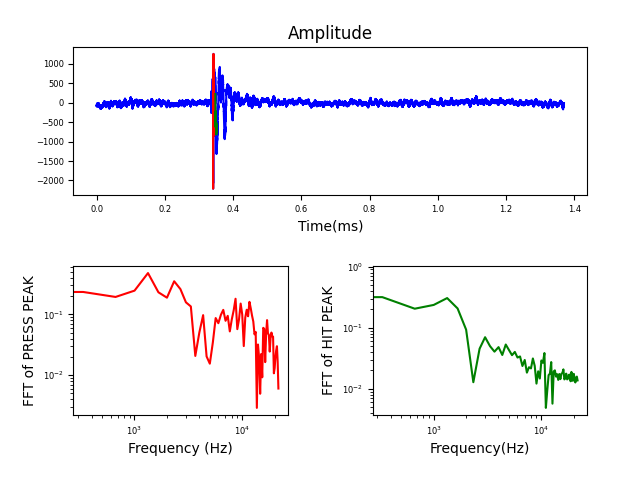 Amplitude
1000
500
0
−500
−1000
−1500
−2000
0.0 0.2 0.4 0.6 0.8 1.0 1.2 1.4
Time(ms)
FFT of PRESS PEAK
10⁻¹
10⁻²
10³ 10⁴
Frequency (Hz)
FFT of HIT PEAK
10⁰
10⁻¹
10⁻²
10³ 10⁴
Frequency(Hz)